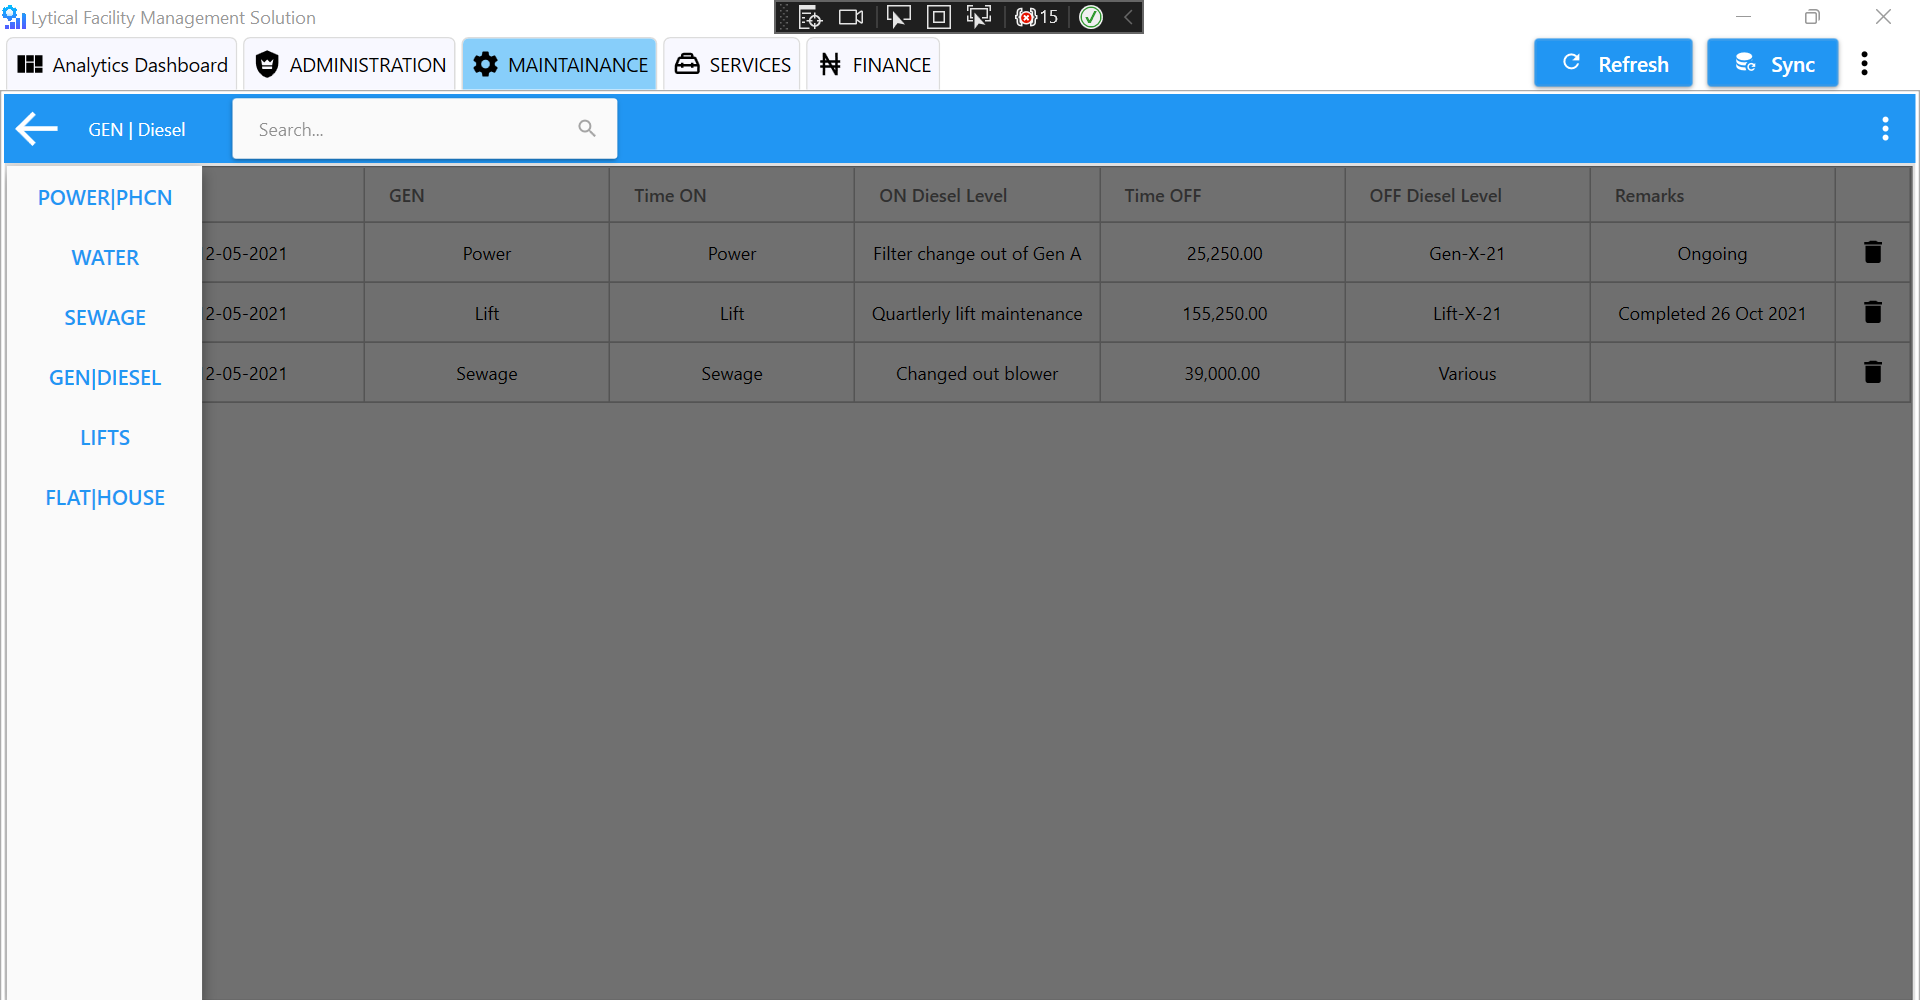 Lytical Facility Management Solution
15
Analytics Dashboard
ADMINISTRATION
MAINTAINANCE
SERVICES
FINANCE
Refresh
Sync
GEN | Diesel
Search...
POWER|PHCN
WATER
SEWAGE
GEN|DIESEL
LIFTS
FLAT|HOUSE
GEN Time ON ON Diesel Level Time OFF OFF Diesel Level Remarks
2-05-2021 Power Power Filter change out of Gen A 25,250.00 Gen-X-21 Ongoing
2-05-2021 Lift Lift Quartlerly lift maintenance 155,250.00 Lift-X-21 Completed 26 Oct 2021
2-05-2021 Sewage Sewage Changed out blower 39,000.00 Various